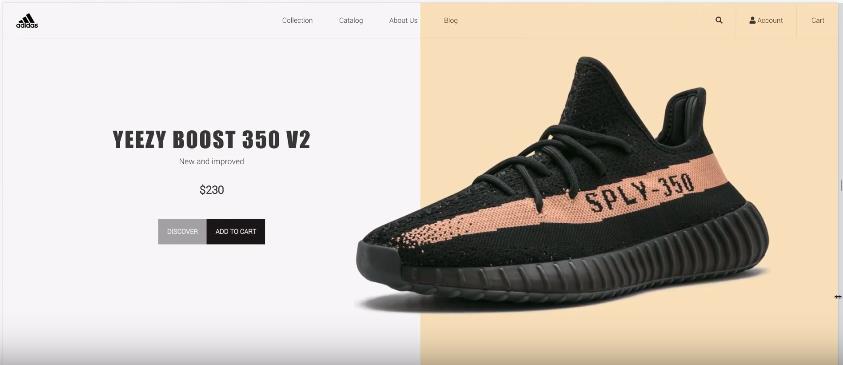 adidas
Collection Catalog About Us Blog Account Cart
YEEZY BOOST 350 V2
New and improved
$230
DISCOVER ADD TO CART
SPLY-350